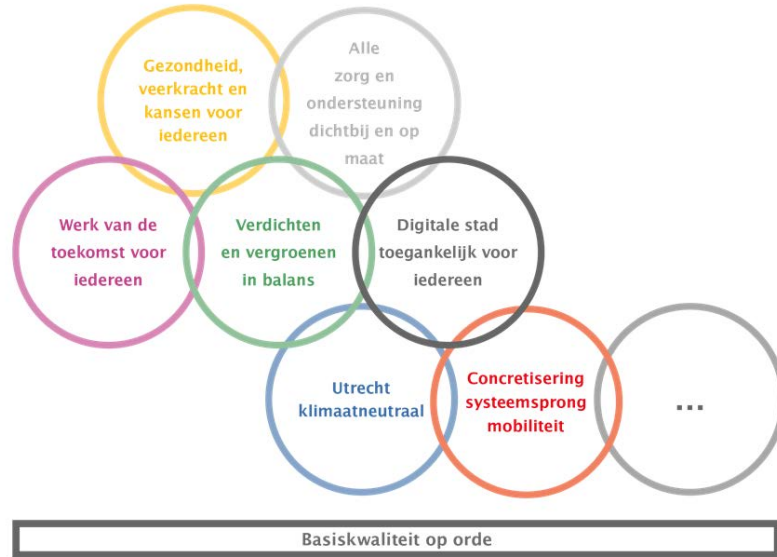 Gezondheid,
veerkracht en
kansen voor
iedereen
Alle
zorg en
ondersteuning
dichtbij en op
maat
Werk van de
toekomst voor
iedereen
Verdichten
en vergroenen
in balans
Digitale stad
toegankelijk voor
iedereen
Utrecht
klimaatneutraal
Concretisering
systeemsprong
mobiliteit
...
Basiskwaliteit op orde